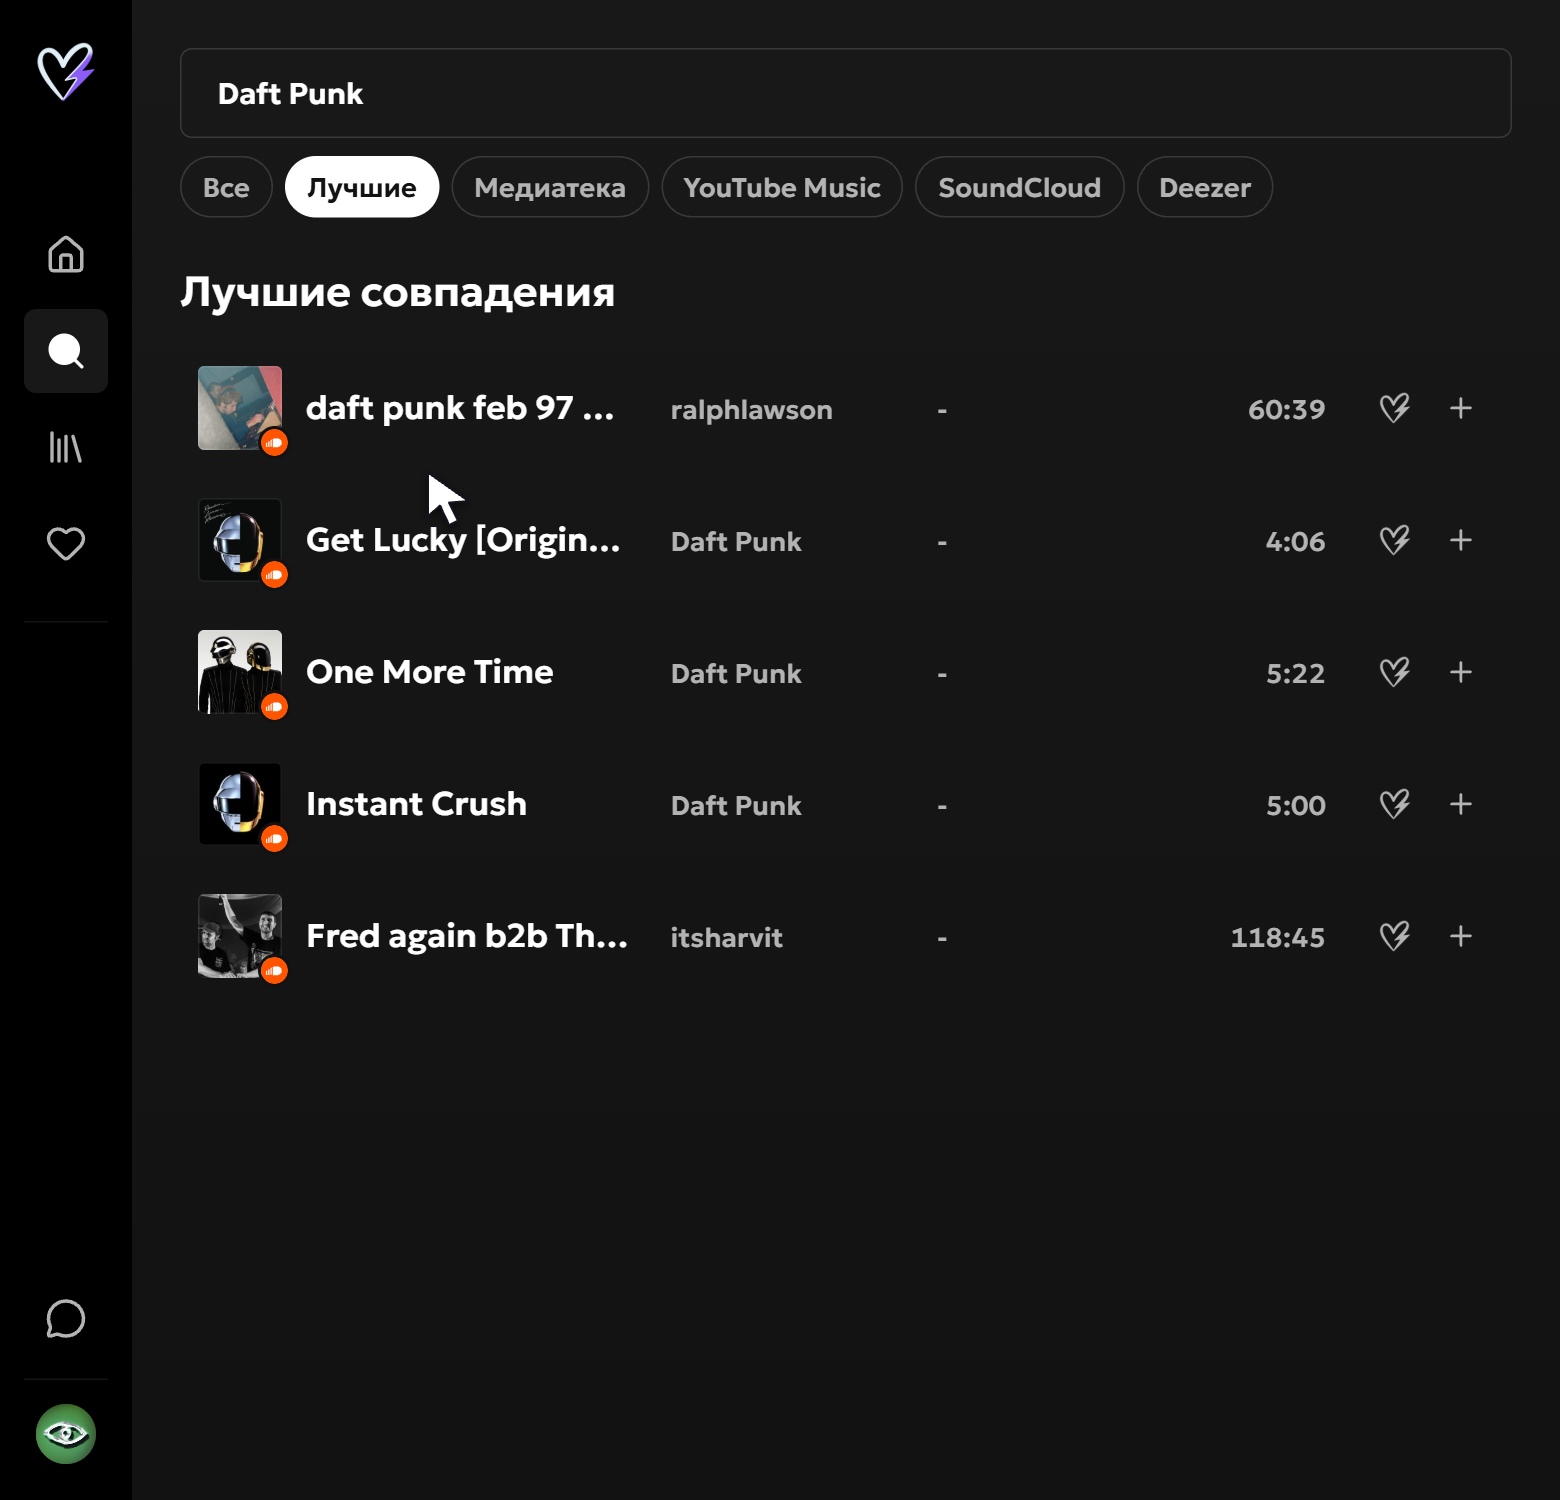 Daft Punk
Все Лучшие Медиатека YouTube Music SoundCloud Deezer
Лучшие совпадения
daft punk feb 97 ... ralphlawson - 60:39
Get Lucky [Origin... Daft Punk - 4:06
One More Time Daft Punk - 5:22
Instant Crush Daft Punk - 5:00
Fred again b2b Th... itsharvit - 118:45